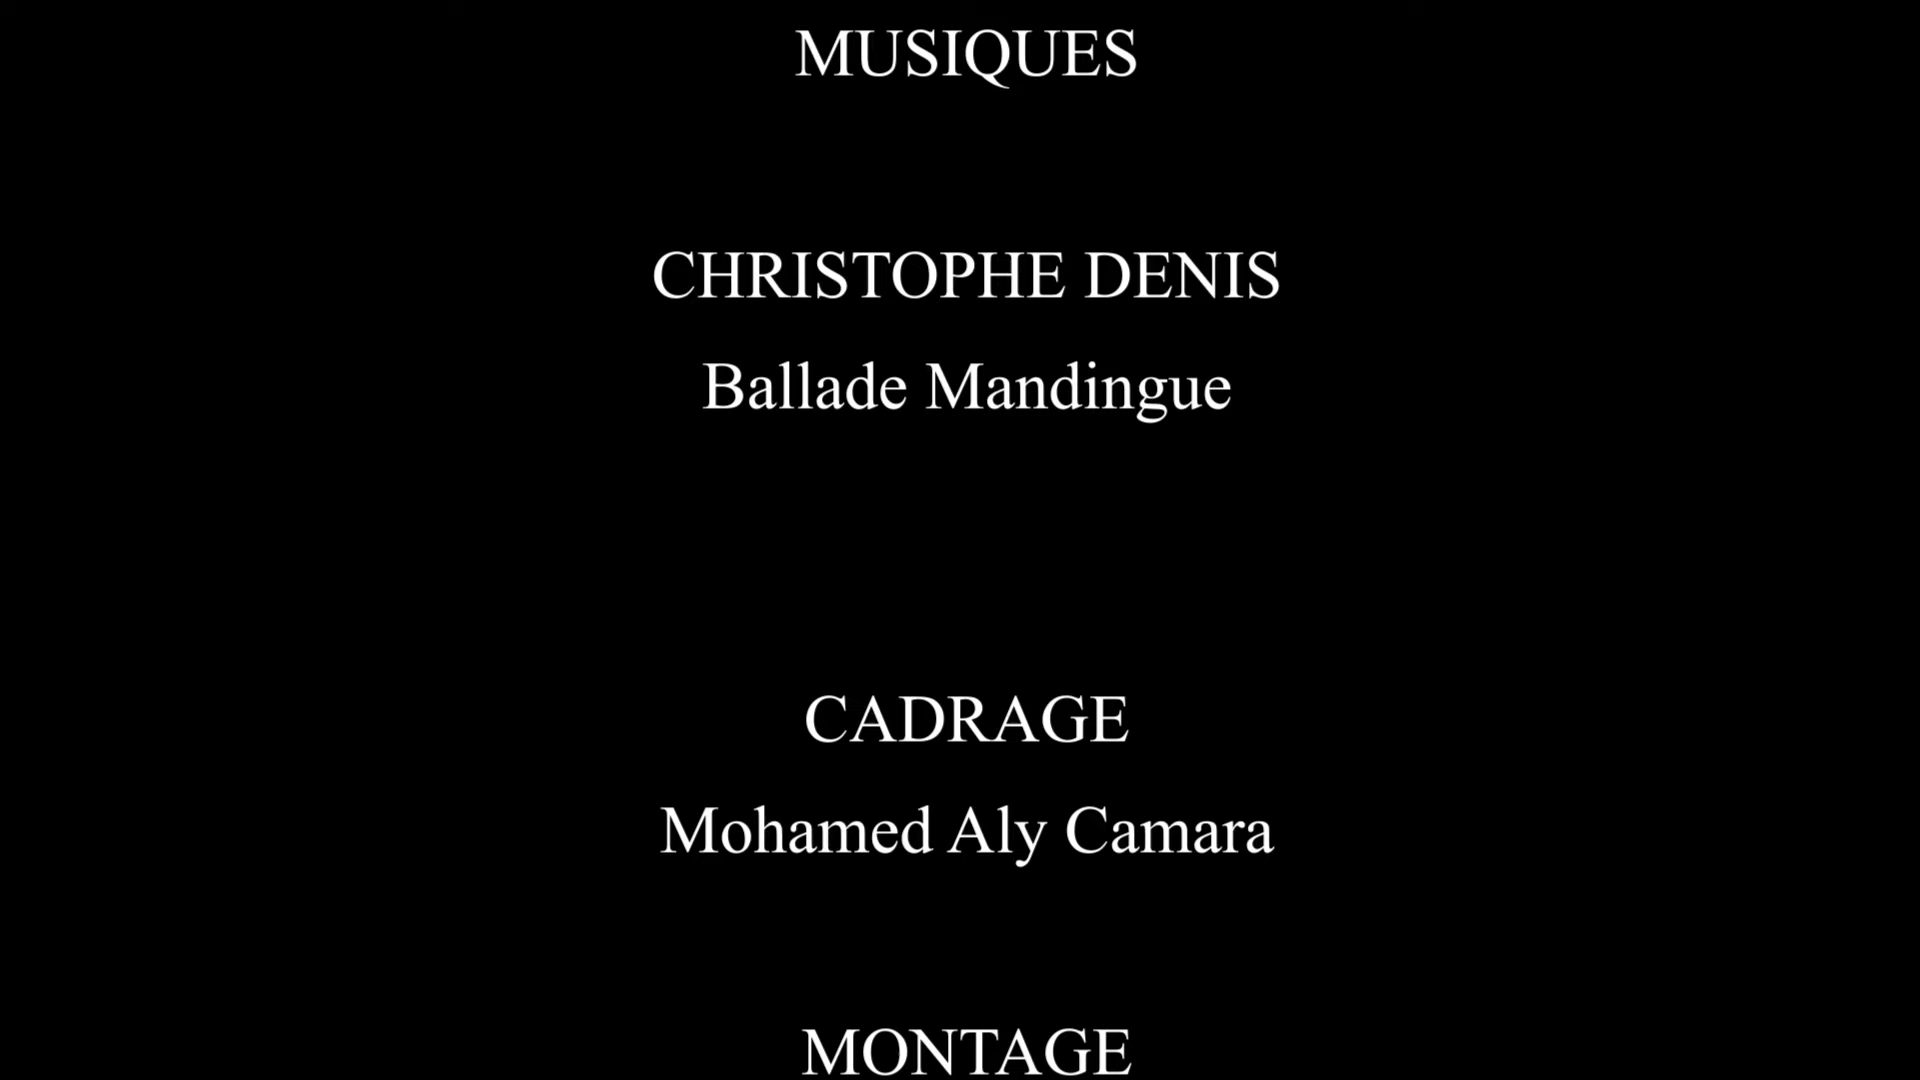 MUSIQUES
CHRISTOPHE DENIS
Ballade Mandingue
CADRAGE
Mohamed Aly Camara
MONTAGE